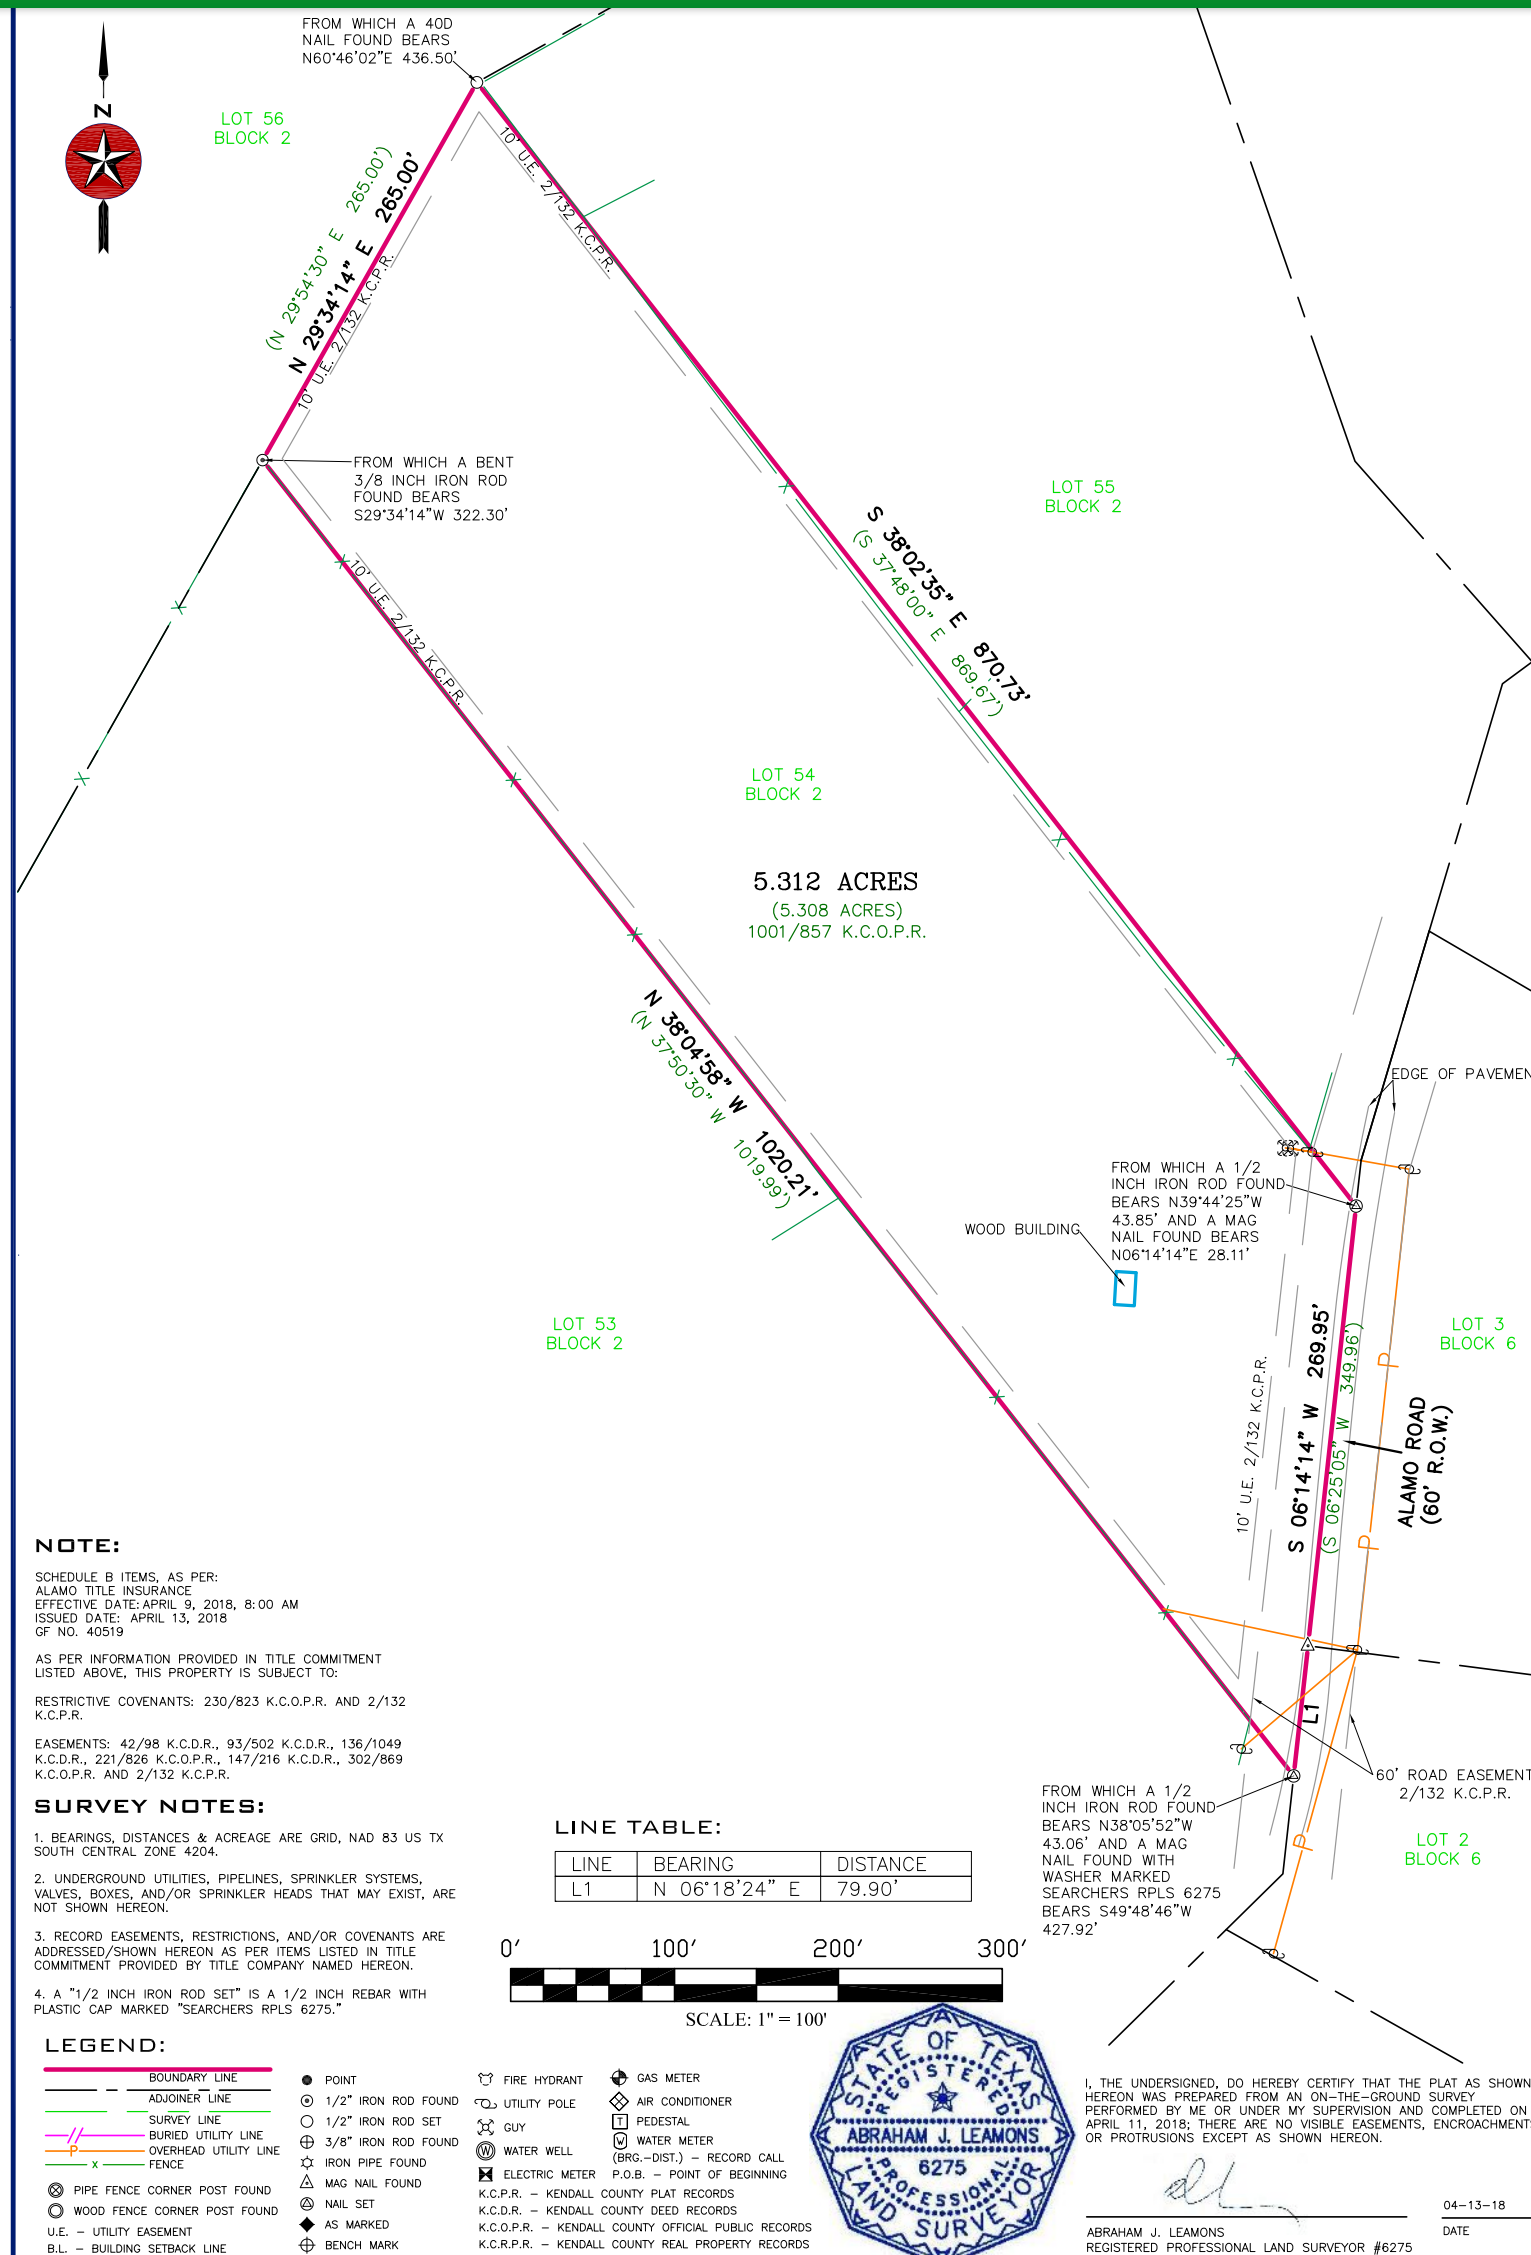 FROM WHICH A 40D
NAIL FOUND BEARS
N60°46'02"E 436.50'
N
LOT 56
BLOCK 2
(N 29°54'30" E 265.00')
N 29°34'14" E 265.00'
10' U.E. 2/132 K.C.P.R.
10' U.E. 2/132 K.C.P.R.
FROM WHICH A BENT
3/8 INCH IRON ROD
FOUND BEARS
S29°34'14"W 322.30'
10' U.E. 2/132 K.C.P.R.
LOT 55
BLOCK 2
S 38°02'35" E 870.73'
(S 37°48'00" E 869.67')
LOT 54
BLOCK 2
5.312 ACRES
(5.308 ACRES)
1001/857 K.C.O.P.R.
N 38°04'58" W 1020.21'
(N 37°50'30" W 1019.99')
EDGE OF PAVEMEN
FROM WHICH A 1/2
INCH IRON ROD FOUND
BEARS N39°44'25"W
43.85' AND A MAG
NAIL FOUND BEARS
N06°14'14"E 28.11'
WOOD BUILDING
LOT 53
BLOCK 2
LOT 3
BLOCK 6
10' U.E. 2/132 K.C.P.R.
S 06°14'14" W 269.95'
(S 06°25'05" W 349.96')
P
P
ALAMO ROAD
(60' R.O.W.)
L1
60' ROAD EASEMENT
2/132 K.C.P.R.
P
LOT 2
BLOCK 6
FROM WHICH A 1/2
INCH IRON ROD FOUND
BEARS N38°05'52"W
43.06' AND A MAG
NAIL FOUND WITH
WASHER MARKED
SEARCHERS RPLS 6275
BEARS S49°48'46"W
427.92'
NOTE:
SCHEDULE B ITEMS, AS PER:
ALAMO TITLE INSURANCE
EFFECTIVE DATE: APRIL 9, 2018, 8:00 AM
ISSUED DATE: APRIL 13, 2018
GF NO. 40519
AS PER INFORMATION PROVIDED IN TITLE COMMITMENT
LISTED ABOVE, THIS PROPERTY IS SUBJECT TO:
RESTRICTIVE COVENANTS: 230/823 K.C.O.P.R. AND 2/132
K.C.P.R.
EASEMENTS: 42/98 K.C.D.R., 93/502 K.C.D.R., 136/1049
K.C.D.R., 221/826 K.C.O.P.R., 147/216 K.C.D.R., 302/869
K.C.O.P.R. AND 2/132 K.C.P.R.
SURVEY NOTES:
1. BEARINGS, DISTANCES & ACREAGE ARE GRID, NAD 83 US TX
SOUTH CENTRAL ZONE 4204.
2. UNDERGROUND UTILITIES, PIPELINES, SPRINKLER SYSTEMS,
VALVES, BOXES, AND/OR SPRINKLER HEADS THAT MAY EXIST, ARE
NOT SHOWN HEREON.
3. RECORD EASEMENTS, RESTRICTIONS, AND/OR COVENANTS ARE
ADDRESSED/SHOWN HEREON AS PER ITEMS LISTED IN TITLE
COMMITMENT PROVIDED BY TITLE COMPANY NAMED HEREON.
4. A "1/2 INCH IRON ROD SET" IS A 1/2 INCH REBAR WITH
PLASTIC CAP MARKED "SEARCHERS RPLS 6275."
LINE TABLE:
LINE BEARING DISTANCE
L1 N 06°18'24" E 79.90'
0' 100' 200' 300'
SCALE: 1" = 100'
LEGEND:
BOUNDARY LINE
ADJOINER LINE
SURVEY LINE
BURIED UTILITY LINE
P OVERHEAD UTILITY LINE
x FENCE
PIPE FENCE CORNER POST FOUND
WOOD FENCE CORNER POST FOUND
U.E. – UTILITY EASEMENT
B.L. – BUILDING SETBACK LINE
POINT
1/2" IRON ROD FOUND
1/2" IRON ROD SET
3/8" IRON ROD FOUND
IRON PIPE FOUND
MAG NAIL FOUND
NAIL SET
AS MARKED
BENCH MARK
FIRE HYDRANT
UTILITY POLE
GUY
W WATER WELL
ELECTRIC METER
GAS METER
AIR CONDITIONER
T PEDESTAL
W WATER METER
(BRG.–DIST.) – RECORD CALL
P.O.B. – POINT OF BEGINNING
K.C.P.R. – KENDALL COUNTY PLAT RECORDS
K.C.D.R. – KENDALL COUNTY DEED RECORDS
K.C.O.P.R. – KENDALL COUNTY OFFICIAL PUBLIC RECORDS
K.C.R.P.R. – KENDALL COUNTY REAL PROPERTY RECORDS
STATE OF TEXAS
REGISTERED
ABRAHAM J. LEAMONS
6275
PROFESSIONAL
LAND SURVEYOR
I, THE UNDERSIGNED, DO HEREBY CERTIFY THAT THE PLAT AS SHOWN
HEREON WAS PREPARED FROM AN ON–THE–GROUND SURVEY
PERFORMED BY ME OR UNDER MY SUPERVISION AND COMPLETED ON
APRIL 11, 2018; THERE ARE NO VISIBLE EASEMENTS, ENCROACHMENTS
OR PROTRUSIONS EXCEPT AS SHOWN HEREON.
04–13–18
ABRAHAM J. LEAMONS
DATE
REGISTERED PROFESSIONAL LAND SURVEYOR #6275